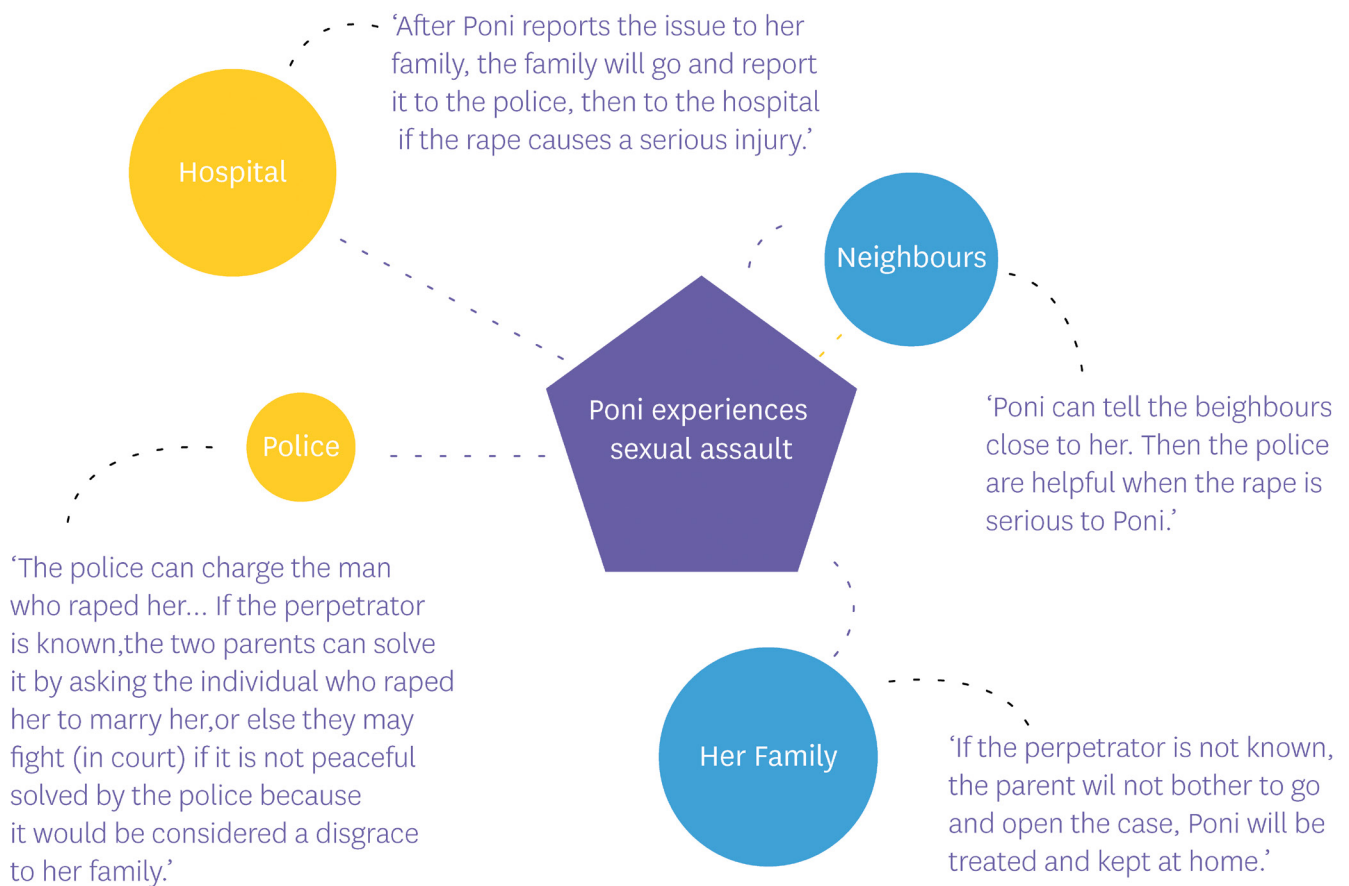 ‘After Poni reports the issue to her
family, the family will go and report
it to the police, then to the hospital
if the rape causes a serious injury.’
Hospital
Neighbours
Poni experiences
sexual assault
‘Poni can tell the beighbours
close to her. Then the police
are helpful when the rape is
serious to Poni.’
Police
‘The police can charge the man
who raped her... If the perpetrator
is known,the two parents can solve
it by asking the individual who raped
her to marry her,or else they may
fight (in court) if it is not peaceful
solved by the police because
it would be considered a disgrace
to her family.’
Her Family
‘If the perpetrator is not known,
the parent wil not bother to go
and open the case, Poni will be
treated and kept at home.’